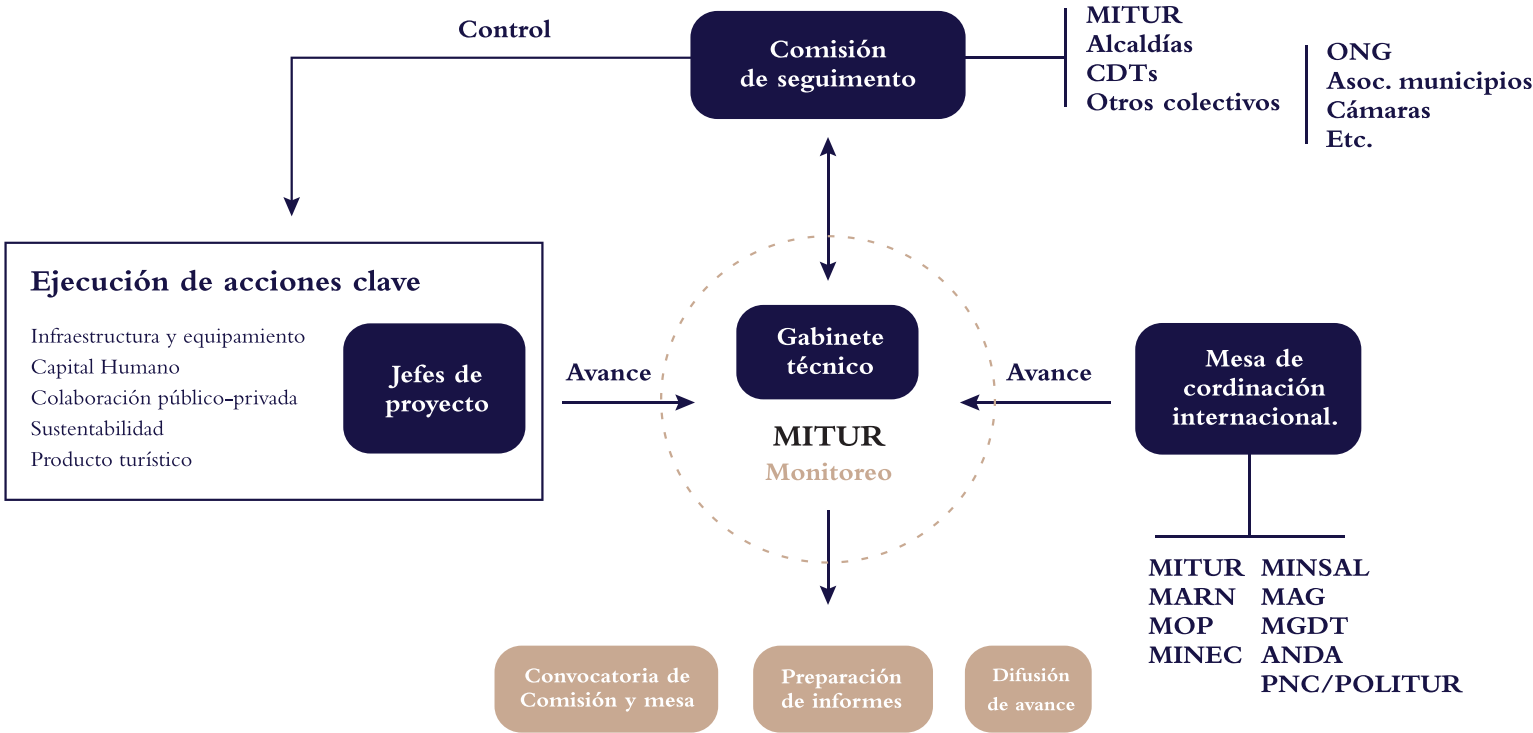 Control
Comisión
de seguimento
MITUR
Alcaldías
CDTs
Otros colectivos
ONG
Asoc. municipios
Cámaras
Etc.
Ejecución de acciones clave
Infraestructura y equipamiento
Capital Humano
Colaboración público-privada
Sustentabilidad
Producto turístico
Jefes de
proyecto
Avance
Gabinete
técnico
MITUR
Monitoreo
Avance
Mesa de
cordinación
internacional.
MITUR
MARN
MOP
MINEC
MINSAL
MAG
MGDT
ANDA
PNC/POLITUR
Convocatoria de
Comisión y mesa
Preparación
de informes
Difusión
de avance